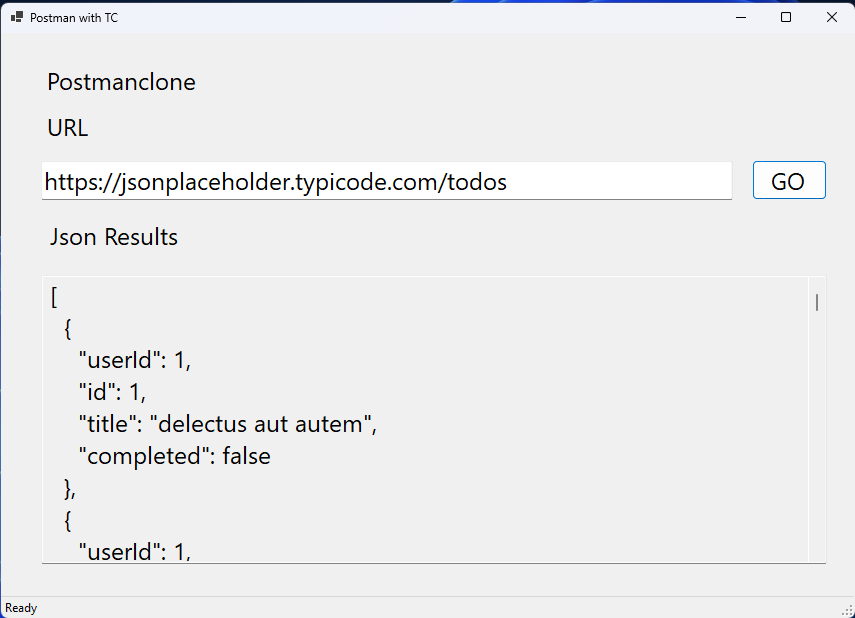 Postman with TC
Postmanclone
URL
https://jsonplaceholder.typicode.com/todos
GO
Json Results
[
{
"userId": 1,
"id": 1,
"title": "delectus aut autem",
"completed": false
},
{
"userId": 1,
Ready